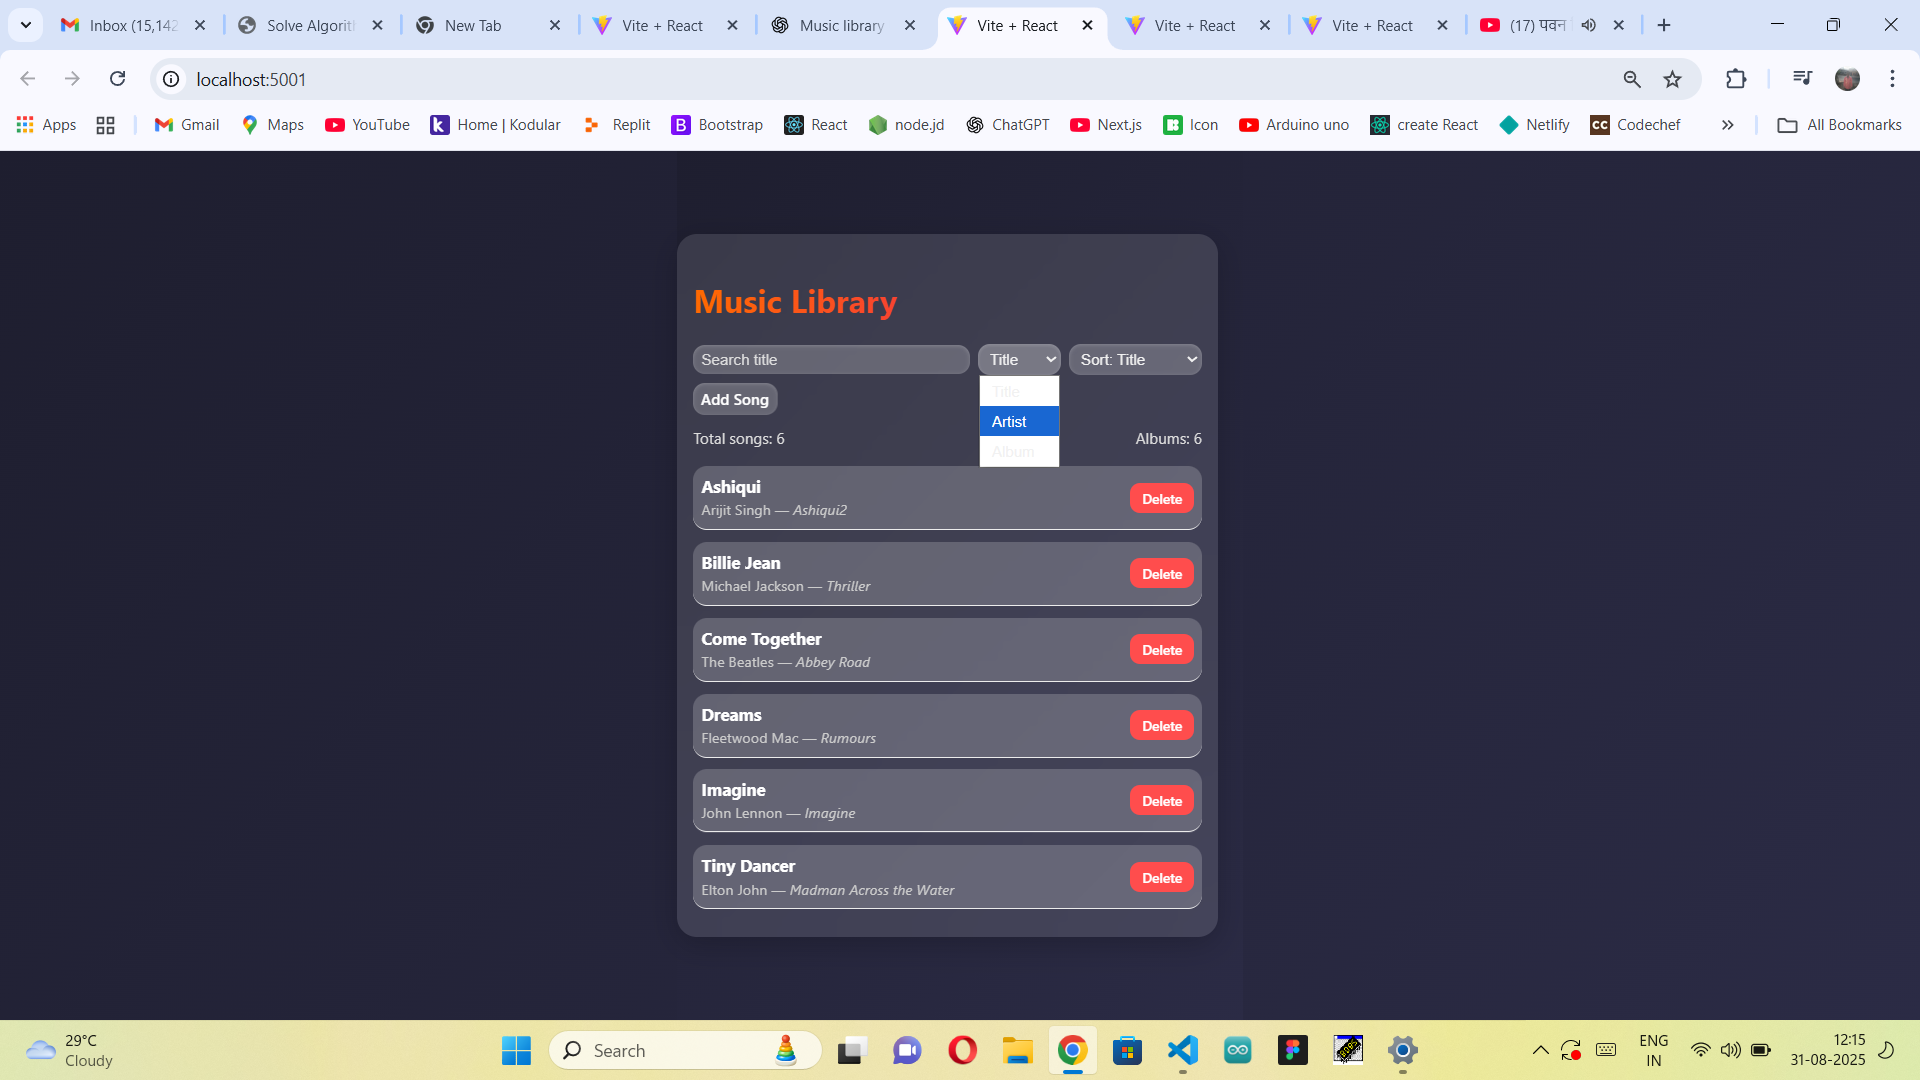 Inbox (15,142
Solve Algorit
New Tab
Vite + React
Music library
Vite + React
Vite + React
Vite + React
(17) पवन
localhost:5001
Apps
Gmail
Maps
YouTube
Home | Kodular
Replit
Bootstrap
React
node.jd
ChatGPT
Next.js
Icon
Arduino uno
create React
Netlify
Codechef
All Bookmarks
Music Library
Search title
Title
Sort: Title
Title
Artist
Album
Add Song
Total songs: 6
Albums: 6
Ashiqui
Arijit Singh — Ashiqui2
Delete
Billie Jean
Michael Jackson — Thriller
Delete
Come Together
The Beatles — Abbey Road
Delete
Dreams
Fleetwood Mac — Rumours
Delete
Imagine
John Lennon — Imagine
Delete
Tiny Dancer
Elton John — Madman Across the Water
Delete
29°C
Cloudy
Search
ENG
IN
12:15
31-08-2025